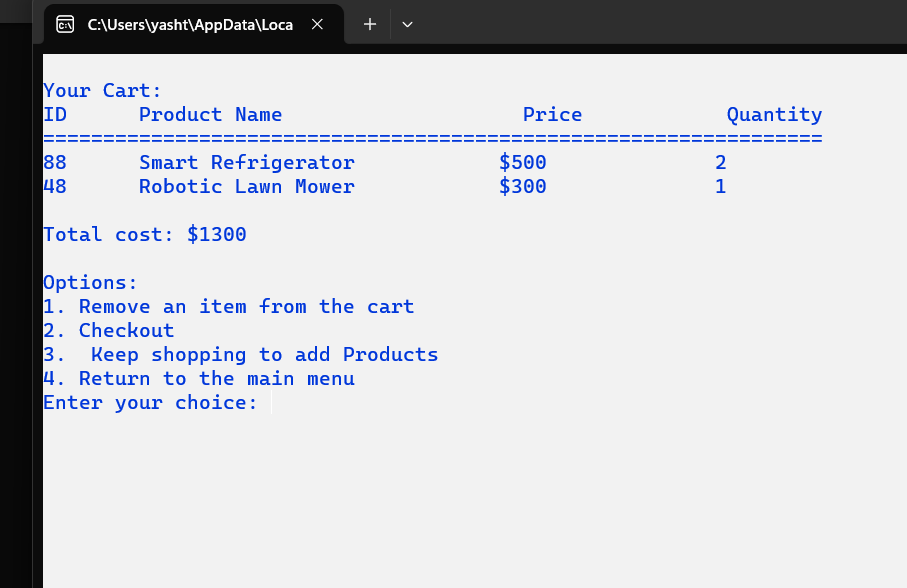 C:\Users\yasht\AppData\Loca
Your Cart:
ID      Product Name                    Price            Quantity
=================================================================
88      Smart Refrigerator            $500              2
48      Robotic Lawn Mower            $300              1
Total cost: $1300
Options:
1. Remove an item from the cart
2. Checkout
3.  Keep shopping to add Products
4. Return to the main menu
Enter your choice: